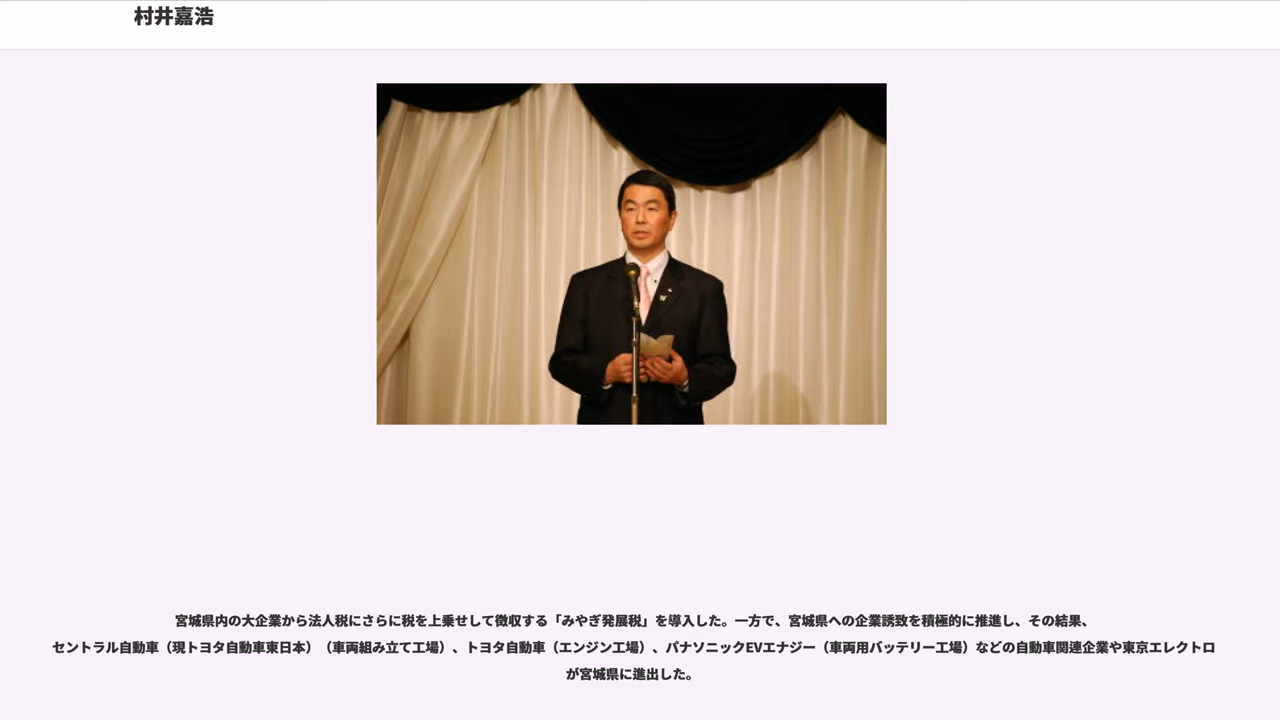 村井嘉浩
宮城県内の大企業から法人税にさらに税を上乗せして徴収する「みやぎ発展税」を導入した。一方で、宮城県への企業誘致を積極的に推進し、その結果、
セントラル自動車（現トヨタ自動車東日本）（車両組み立て工場）、トヨタ自動車（エンジン工場）、パナソニックEVエナジー（車両用バッテリー工場）などの自動車関連企業や東京エレクトロ
が宮城県に進出した。